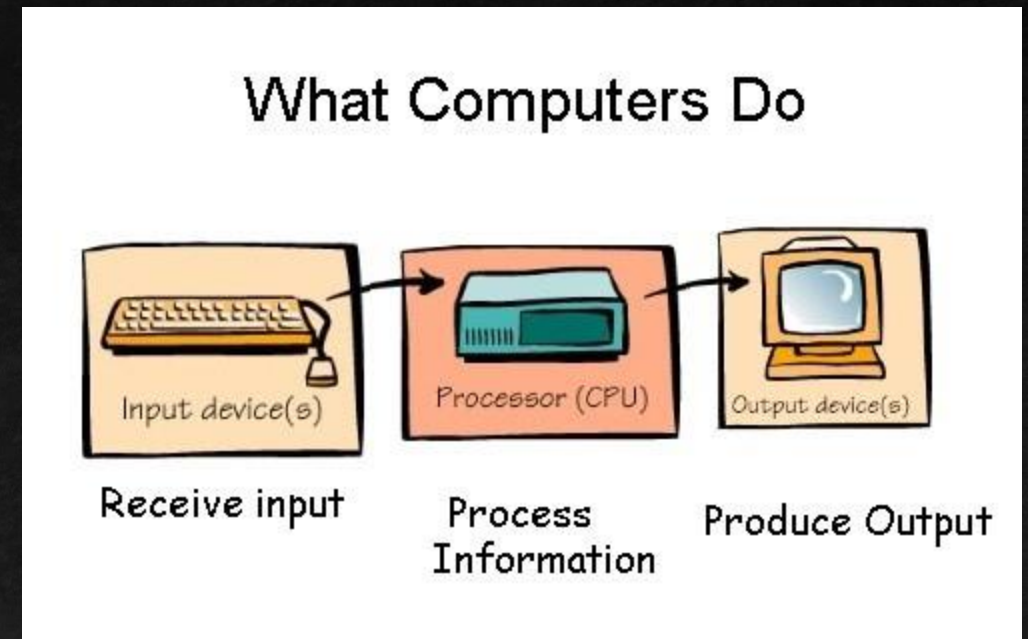 What Computers Do
Input device(s)
Processor (CPU)
Output device(s)
Receive input
Process
Information
Produce Output